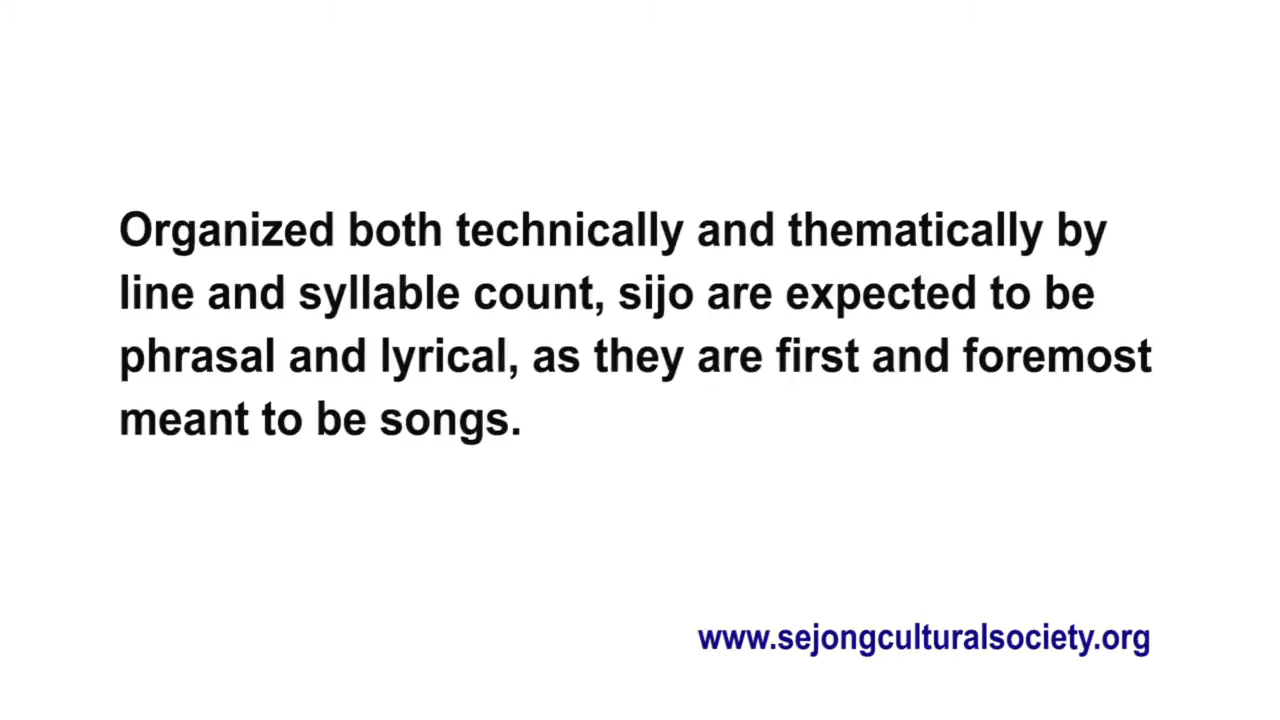 Organized both technically and thematically by
line and syllable count, sijo are expected to be
phrasal and lyrical, as they are first and foremost
meant to be songs.
www.sejongculturalsociety.org